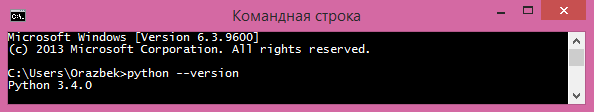 Командная строка
Microsoft Windows [Version 6.3.9600]
(c) 2013 Microsoft Corporation. All rights reserved.
C:\Users\Orazbek>python --version
Python 3.4.0